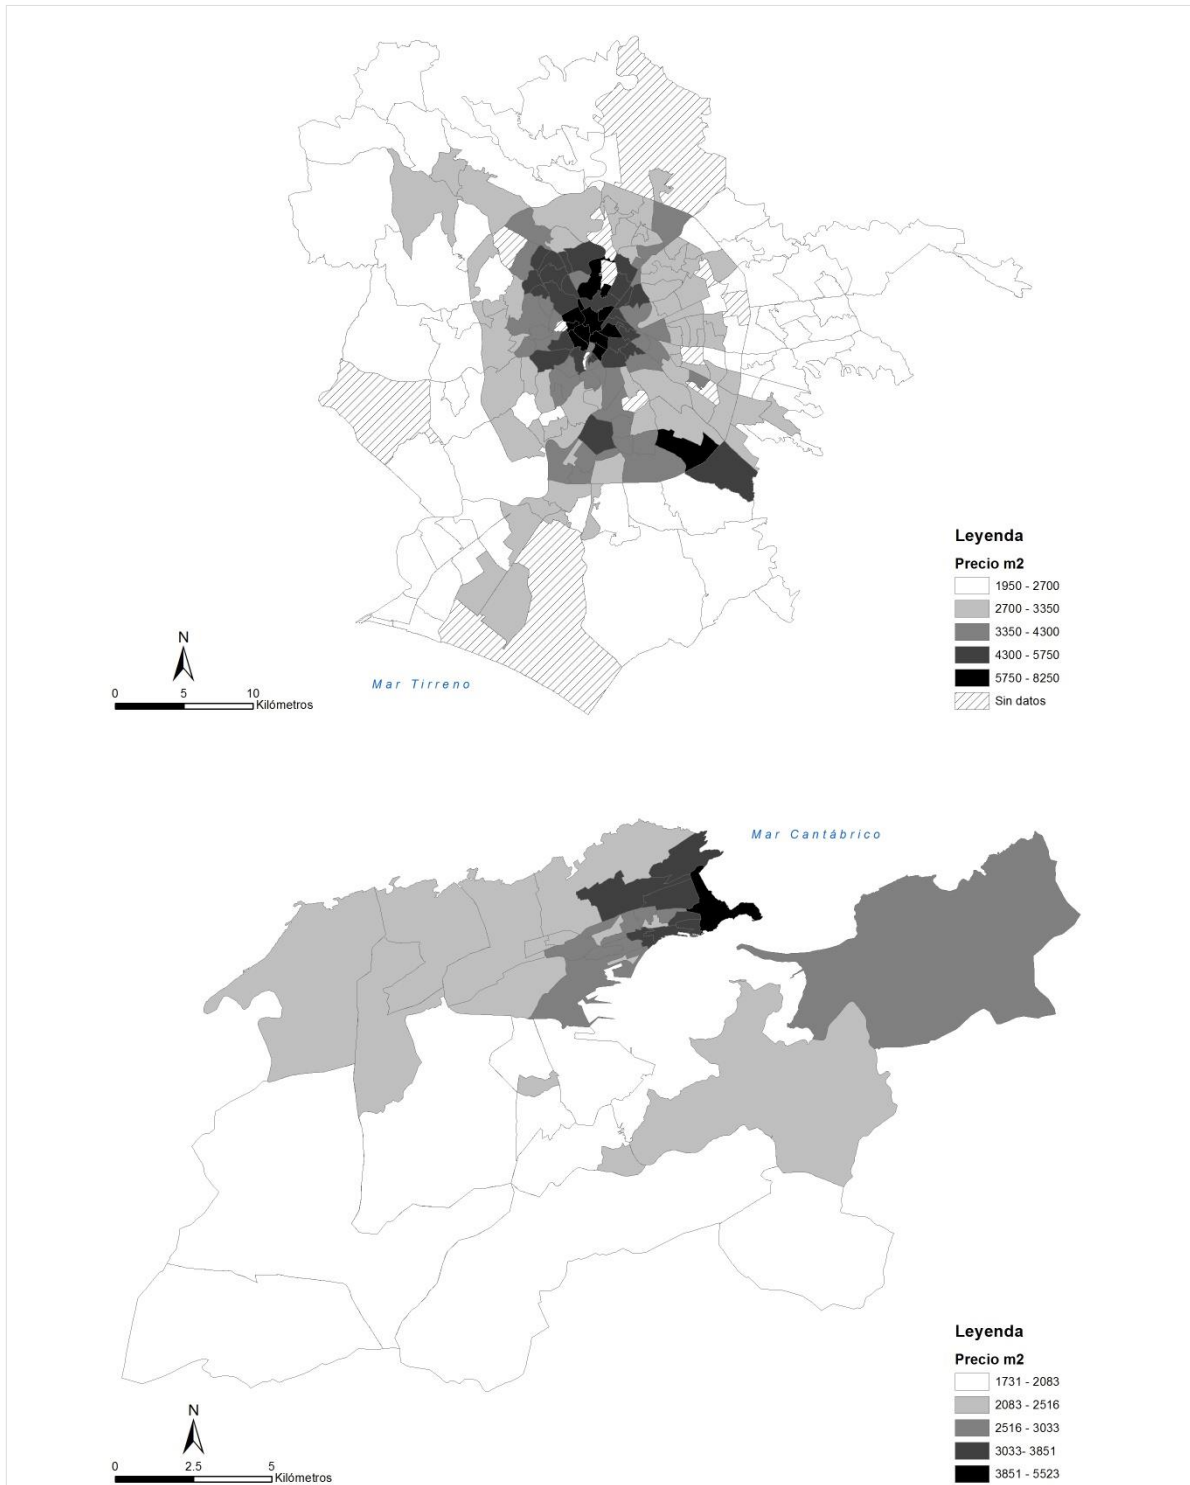 Leyenda
Precio m2
1950 - 2700
2700 - 3350
3350 - 4300
4300 - 5750
5750 - 8250
Sin datos
N
0 5 10
Kilómetros
Mar Tirreno
Mar Cantábrico
Leyenda
Precio m2
1731 - 2083
2083 - 2516
2516 - 3033
3033- 3851
3851 - 5523
N
0 2.5 5
Kilómetros